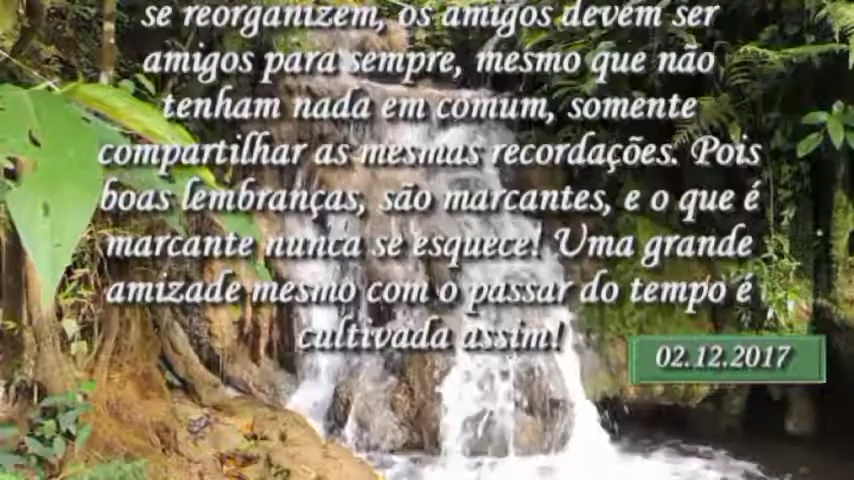 se reorganizem, os amigos devem ser
amigos para sempre, mesmo que não
tenham nada em comum, somente
compartilhar as mesmas recordações. Pois
boas lembranças, são marcantes, e o que é
marcante nunca se esquece! Uma grande
amizade mesmo com o passar do tempo é
cultivada assim!
02.12.2017